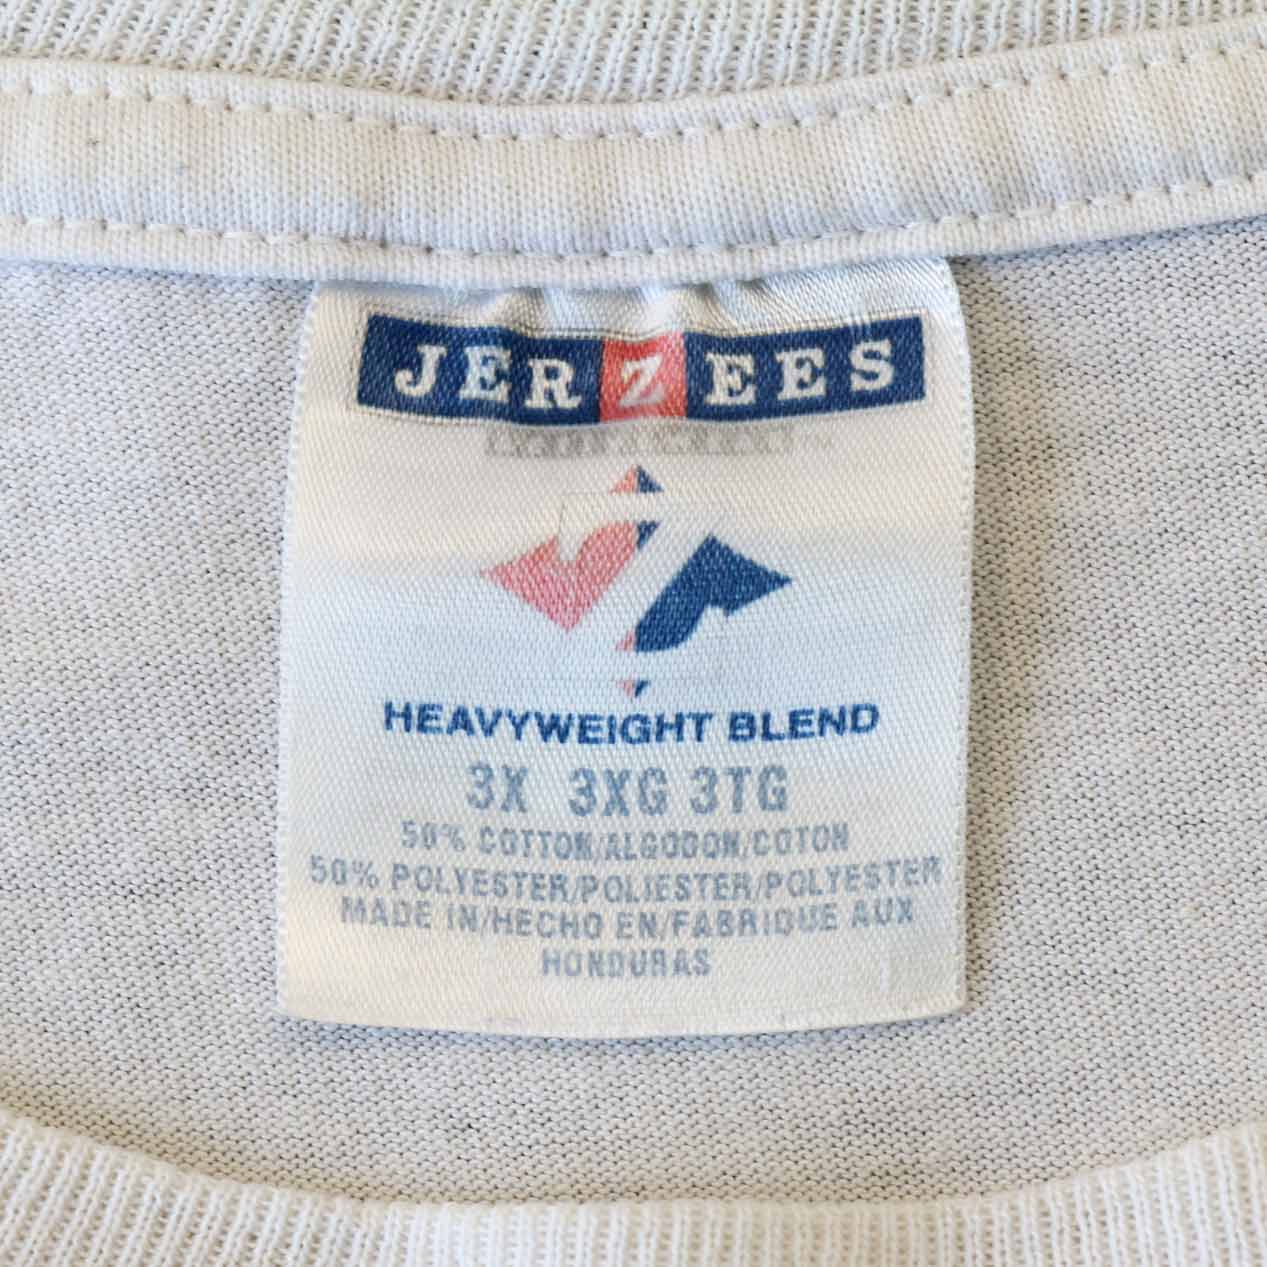 JERZEES
HEAVYWEIGHT BLEND
3X 3XG 3TG
50% COTTON/ALGODON/COTON
50% POLYESTER/POLIESTER/POLYESTER
MADE IN/HECHO EN/FABRIQUE AUX
HONDURAS